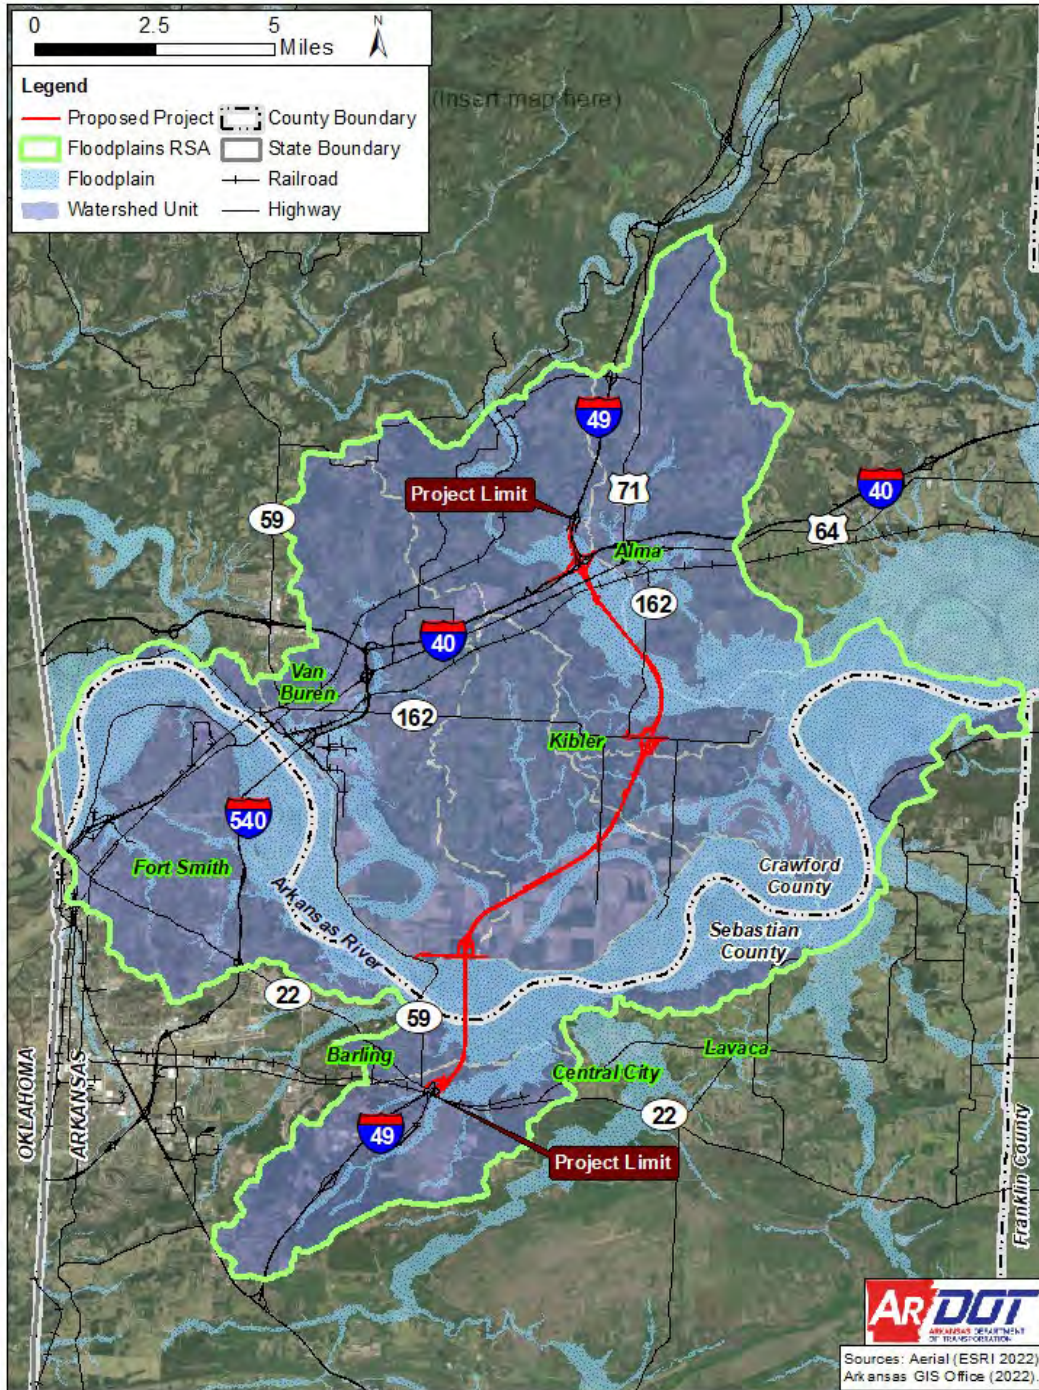 0 2.5 5
Miles
N
Legend
Proposed Project
County Boundary
Floodplains RSA
State Boundary
Floodplain
Railroad
Watershed Unit
Highway
(Insert map here)
49
Project Limit
71
40
59
64
Alma
162
40
Van
Buren
162
Kibler
540
Fort Smith
Crawford
County
Arkansas River
Sebastian
County
22
59
Barling
Lavaca
Central City
22
49
Project Limit
OKLAHOMA
ARKANSAS
Franklin County
ARDOT
ARKANSAS DEPARTMENT
OF TRANSPORTATION
Sources: Aerial (ESRI 2022)
Arkansas GIS Office (2022).